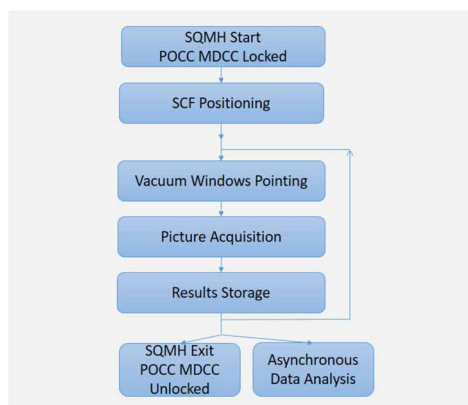 SQMH Start
POCC MDCC Locked
SCF Positioning
Vacuum Windows Pointing
Picture Acquisition
Results Storage
SQMH Exit
POCC MDCC
Unlocked
Asynchronous
Data Analysis